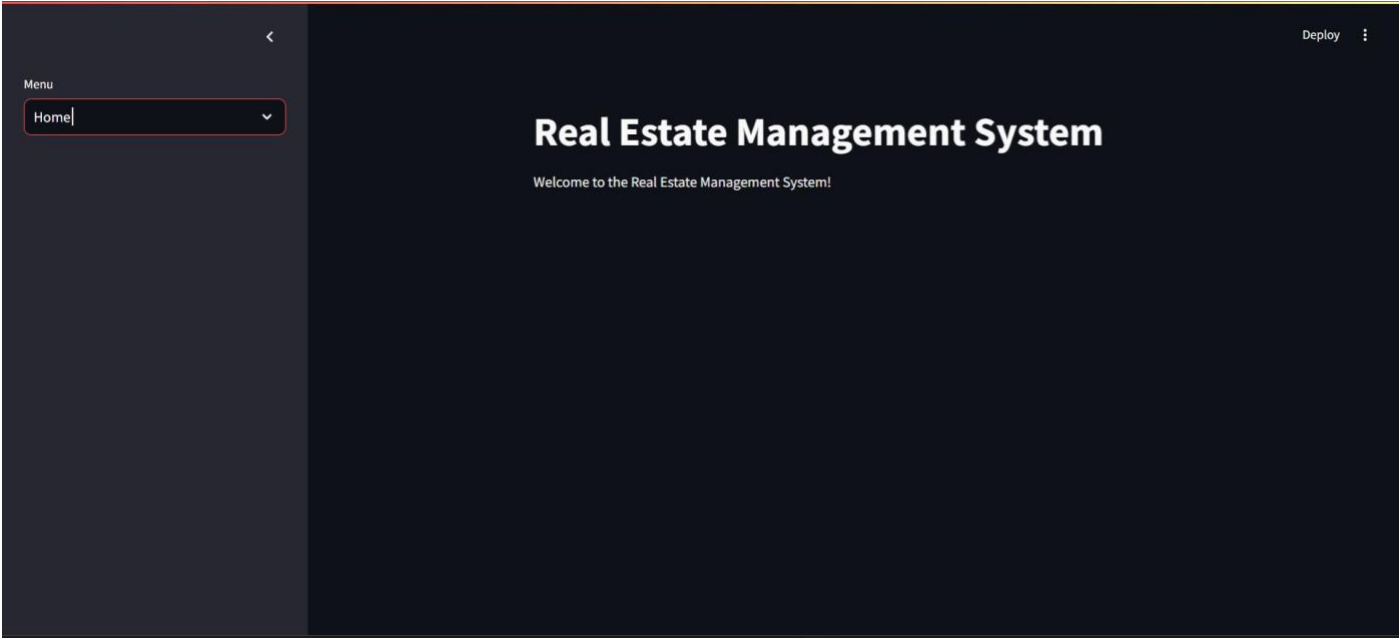 Deploy
Menu
Home
Real Estate Management System
Welcome to the Real Estate Management System!